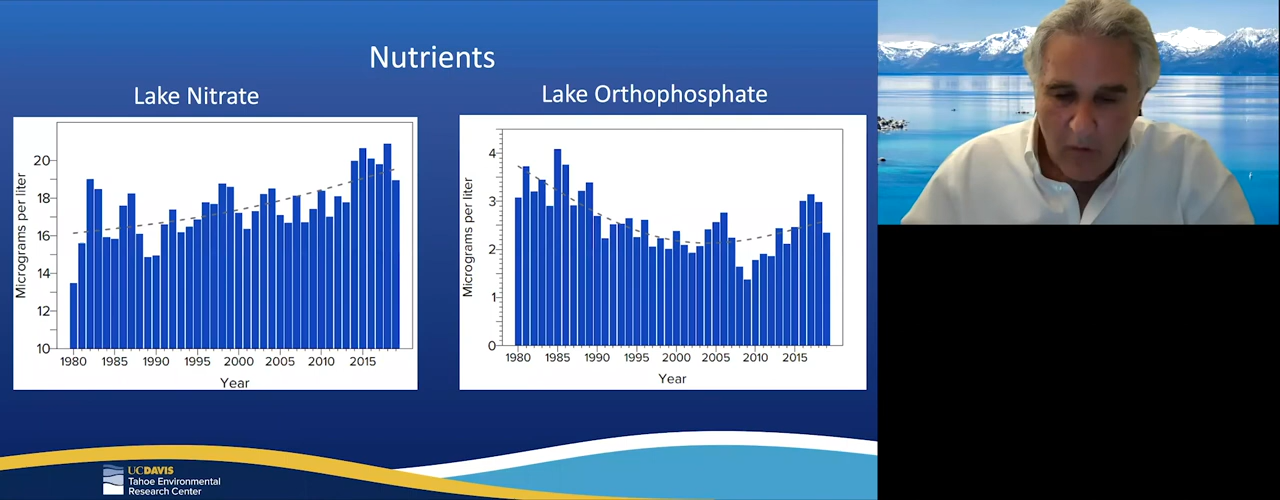 Nutrients
Lake Nitrate
Lake Orthophosphate
Micrograms per liter
20
18
16
14
12
10
1980 1985 1990 1995 2000 2005 2010 2015
Year
Micrograms per liter
4
3
2
1
0
1980 1985 1990 1995 2000 2005 2010 2015
Year
UCDAVIS
Tahoe Environmental
Research Center